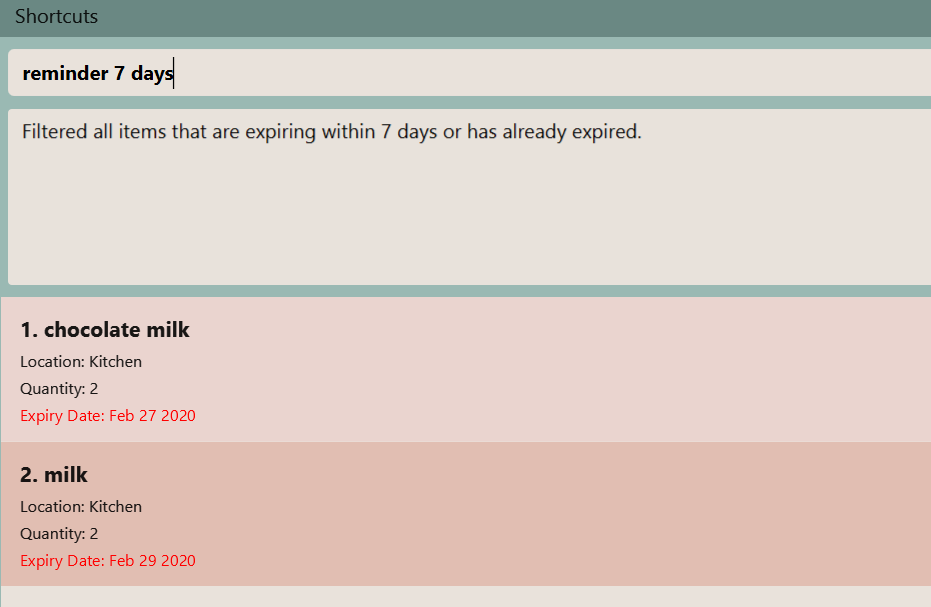 Shortcuts
reminder 7 days
Filtered all items that are expiring within 7 days or has already expired.
1. chocolate milk
Location: Kitchen
Quantity: 2
Expiry Date: Feb 27 2020
2. milk
Location: Kitchen
Quantity: 2
Expiry Date: Feb 29 2020